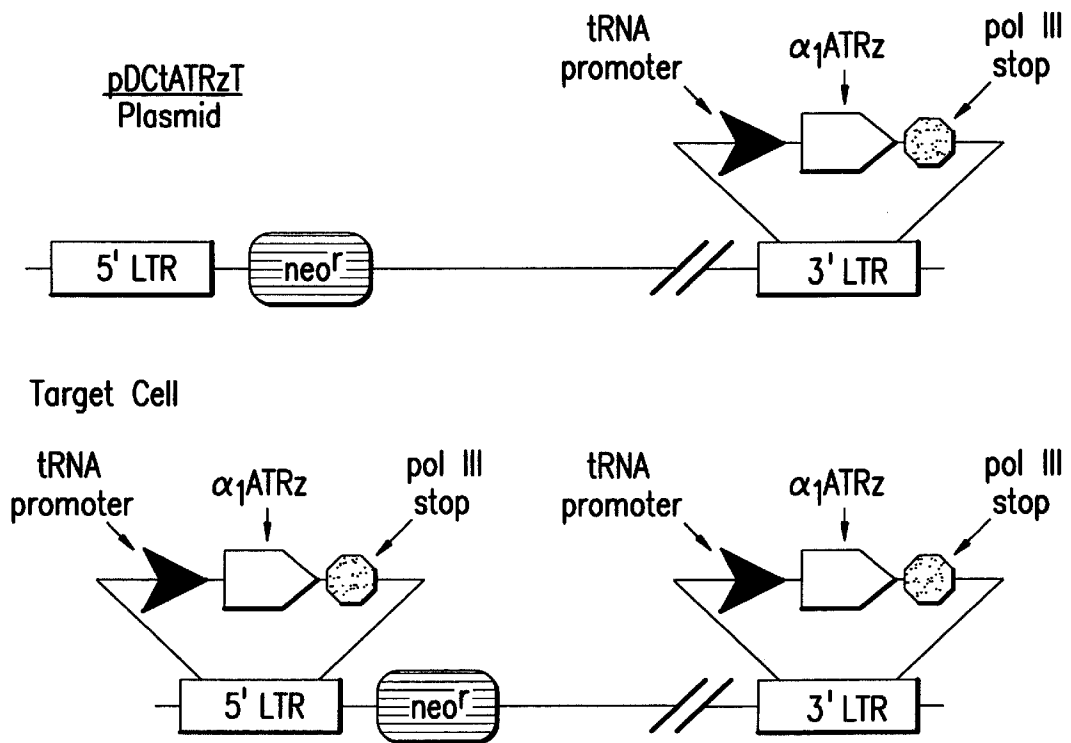 pDCtATRzT
Plasmid
tRNA
promoter
α₁ATRz
pol III
stop
5' LTR
neoʳ
3' LTR
Target Cell
tRNA
promoter
α₁ATRz
pol III
stop
tRNA
promoter
α₁ATRz
pol III
stop
5' LTR
neoʳ
3' LTR